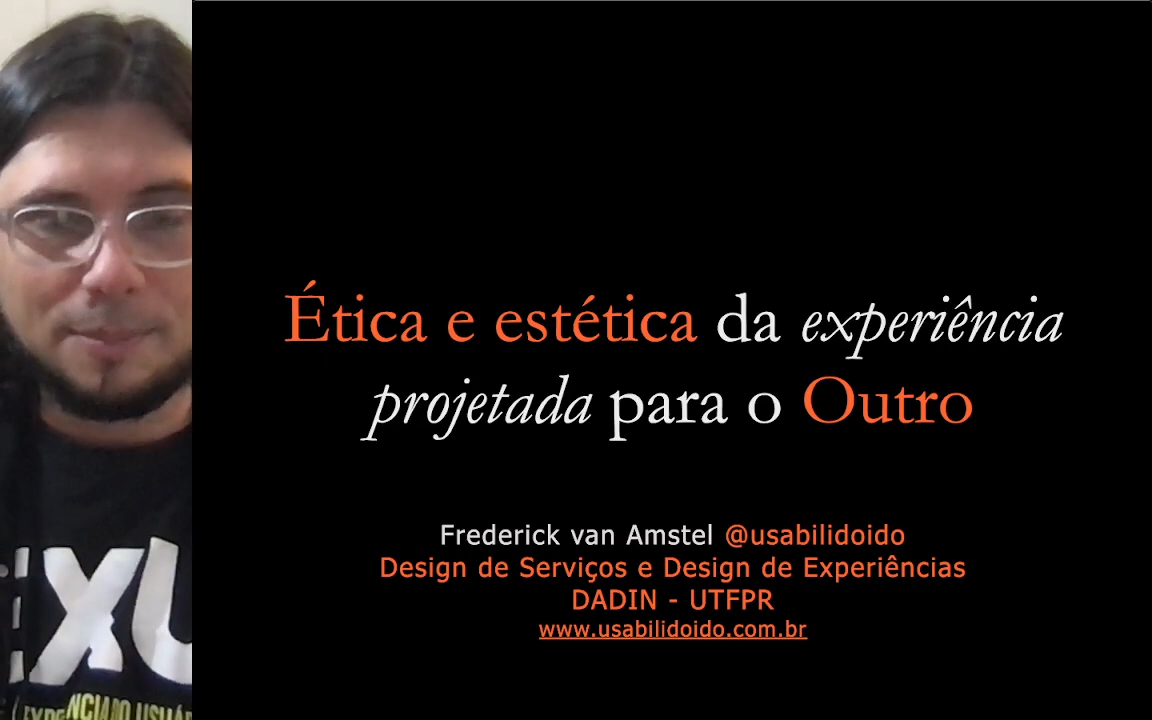 Ética e estética da experiência
projetada para o Outro
Frederick van Amstel @usabilidoido
Design de Serviços e Design de Experiências
DADIN - UTFPR
www.usabilidoido.com.br
EXU